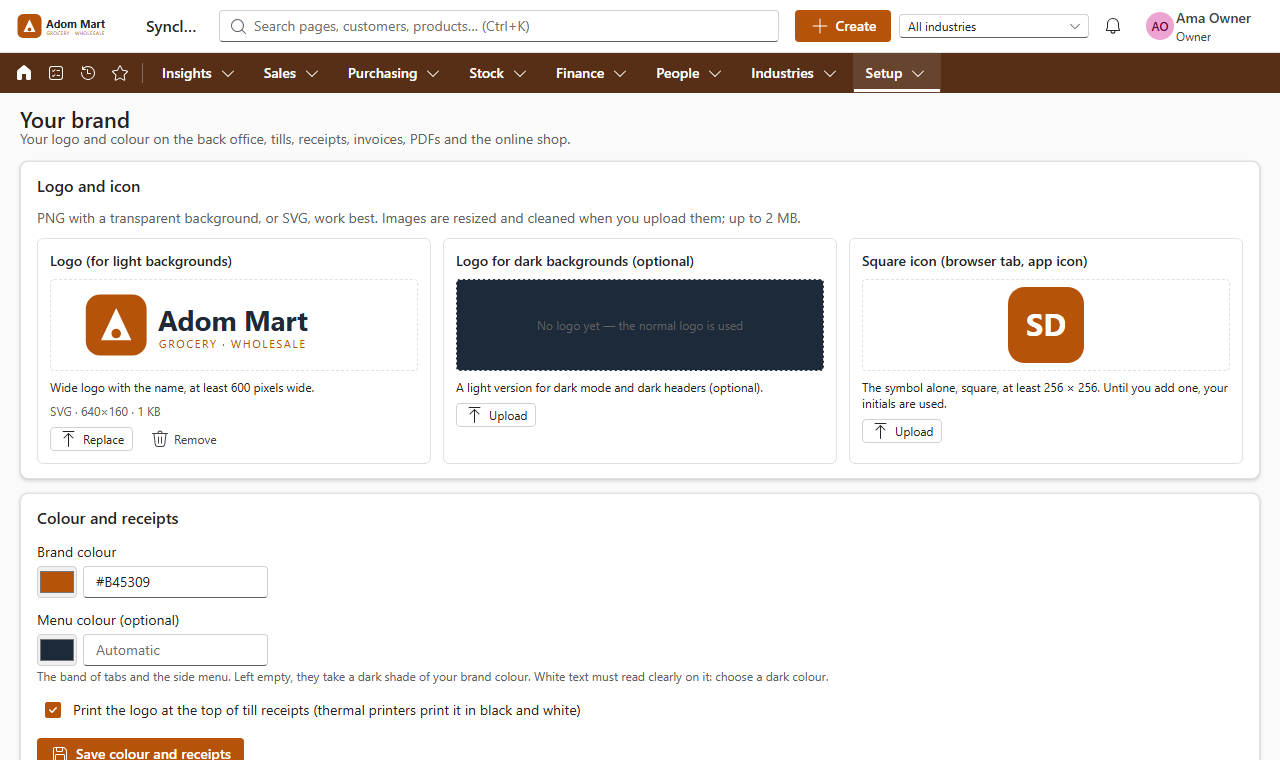 Adom Mart
GROCERY · WHOLESALE
Syncl...
Search pages, customers, products... (Ctrl+K)
Create
All industries
AO
Ama Owner
Owner
Insights
Sales
Purchasing
Stock
Finance
People
Industries
Setup
Your brand
Your logo and colour on the back office, tills, receipts, invoices, PDFs and the online shop.
Logo and icon
PNG with a transparent background, or SVG, work best. Images are resized and cleaned when you upload them; up to 2 MB.
Logo (for light backgrounds)
Adom Mart
GROCERY · WHOLESALE
Wide logo with the name, at least 600 pixels wide.
SVG · 640×160 · 1 KB
Replace
Remove
Logo for dark backgrounds (optional)
No logo yet — the normal logo is used
A light version for dark mode and dark headers (optional).
Upload
Square icon (browser tab, app icon)
SD
The symbol alone, square, at least 256 × 256. Until you add one, your
initials are used.
Upload
Colour and receipts
Brand colour
#B45309
Menu colour (optional)
Automatic
The band of tabs and the side menu. Left empty, they take a dark shade of your brand colour. White text must read clearly on it: choose a dark colour.
Print the logo at the top of till receipts (thermal printers print it in black and white)
Save colour and receipts